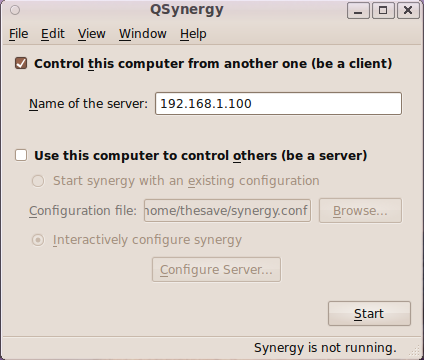 QSynergy
File Edit View Window Help
Control this computer from another one (be a client)
Name of the server: 192.168.1.100
Use this computer to control others (be a server)
Start synergy with an existing configuration
Configuration file: home/thesave/synergy.conf Browse...
Interactively configure synergy
Configure Server...
Start
Synergy is not running.